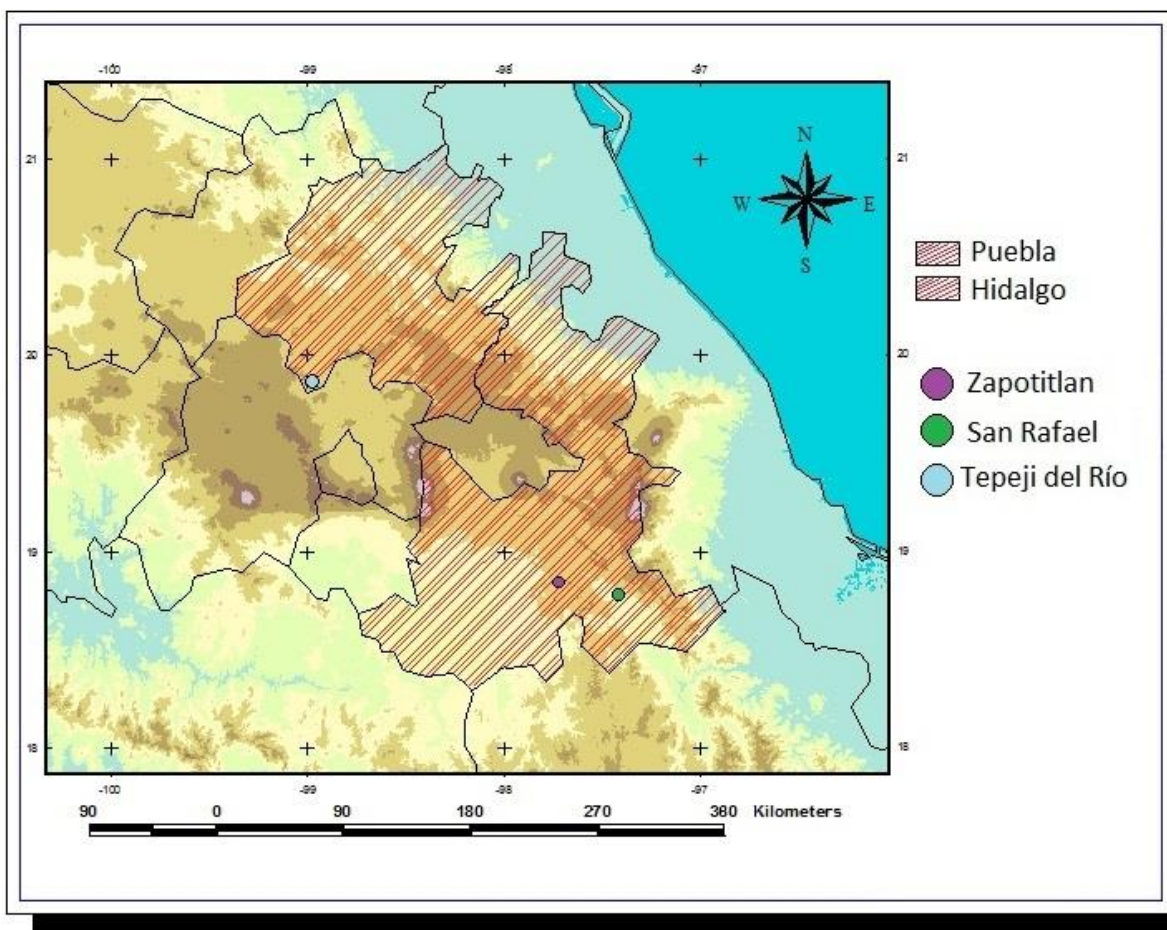 -100 -99 -98 -97
21 21
N
W E
S
Puebla
Hidalgo
20 20
Zapotitlan
San Rafael
Tepeji del Río
19 19
18 18
-100 -99 -98 -97
90 0 90 180 270 360 Kilometers